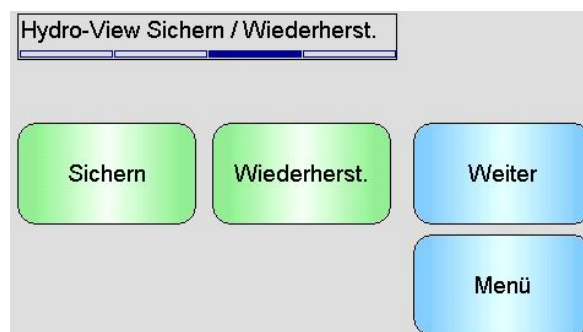 Hydro-View Sichern / Wiederherst.
Sichern
Wiederherst.
Weiter
Menü